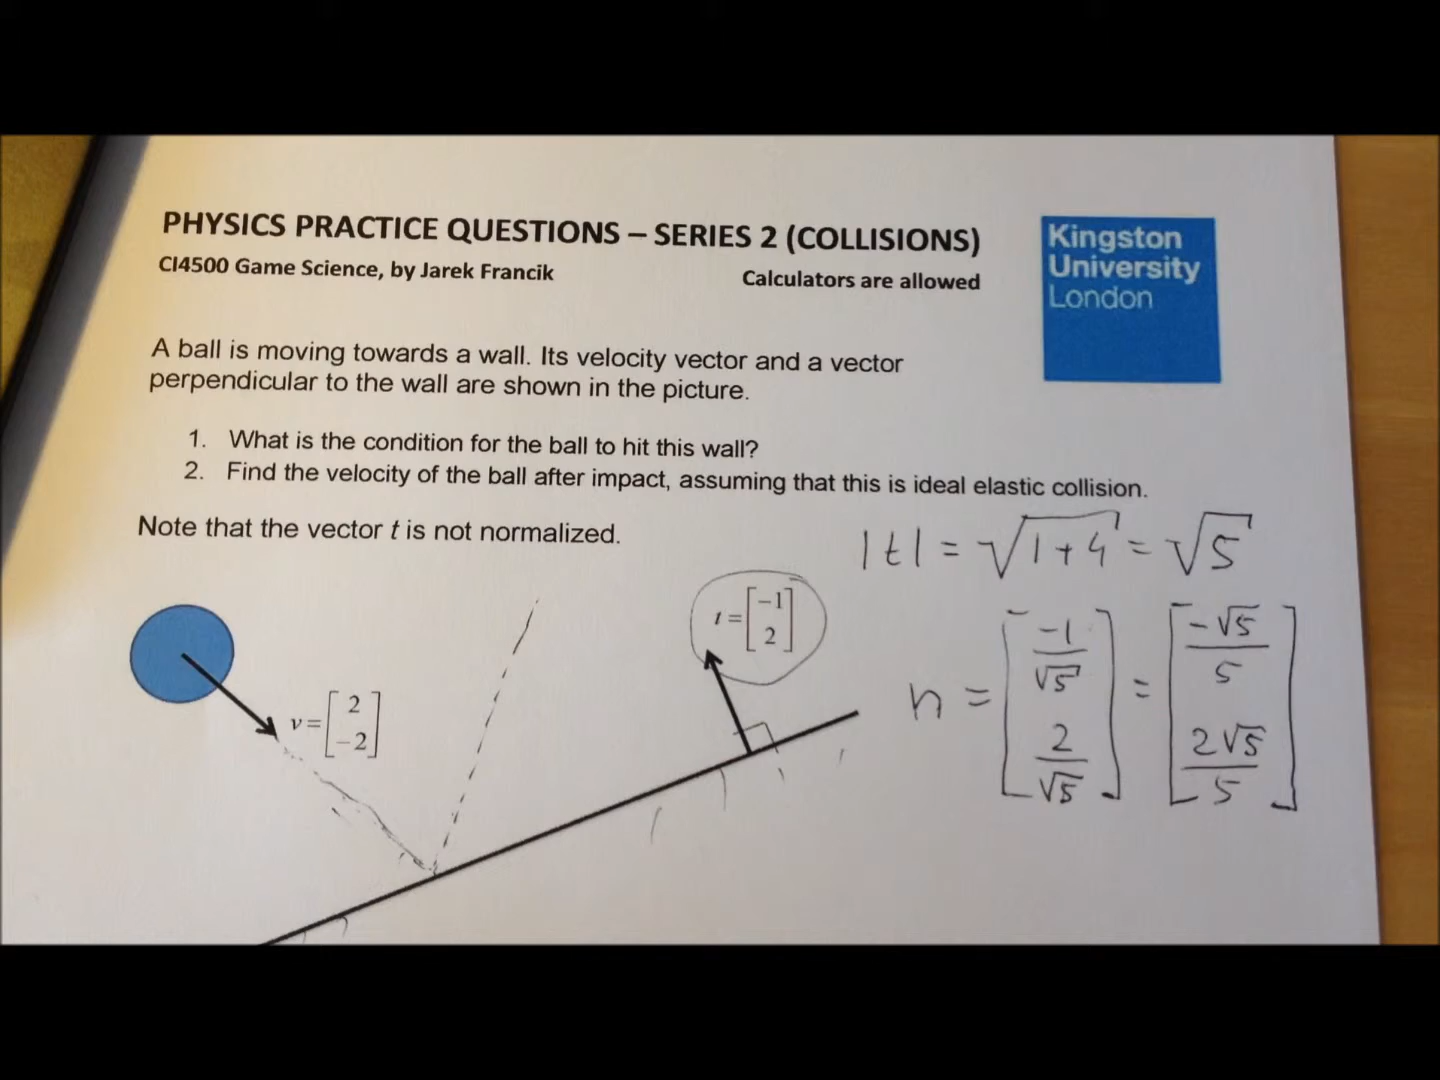 PHYSICS PRACTICE QUESTIONS – SERIES 2 (COLLISIONS)
CI4500 Game Science, by Jarek Francik
Calculators are allowed
Kingston
University
London
A ball is moving towards a wall. Its velocity vector and a vector
perpendicular to the wall are shown in the picture.
1. What is the condition for the ball to hit this wall?
2. Find the velocity of the ball after impact, assuming that this is ideal elastic collision.
Note that the vector t is not normalized.
|t| = √1+4 = √5
t = [−1 2]
v = [2 −2]
n = [−1/√5 2/√5] = [−√5/5 2√5/5]